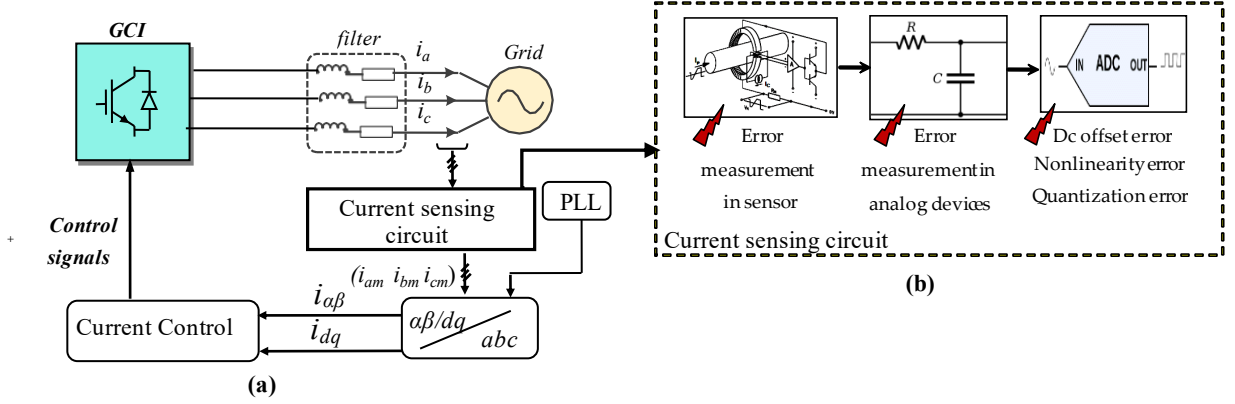 GCI
filter
i_a
i_b
i_c
Grid
Current sensing
circuit
PLL
Control
signals
+
(i_am i_bm i_cm)
i_αβ
i_dq
αβ/dq
abc
Current Control
(a)
R
C
IN ADC OUT
Error
measurement
in sensor
Error
measurement in
analog devices
Dc offset error
Nonlinearity error
Quantization error
Current sensing circuit
(b)